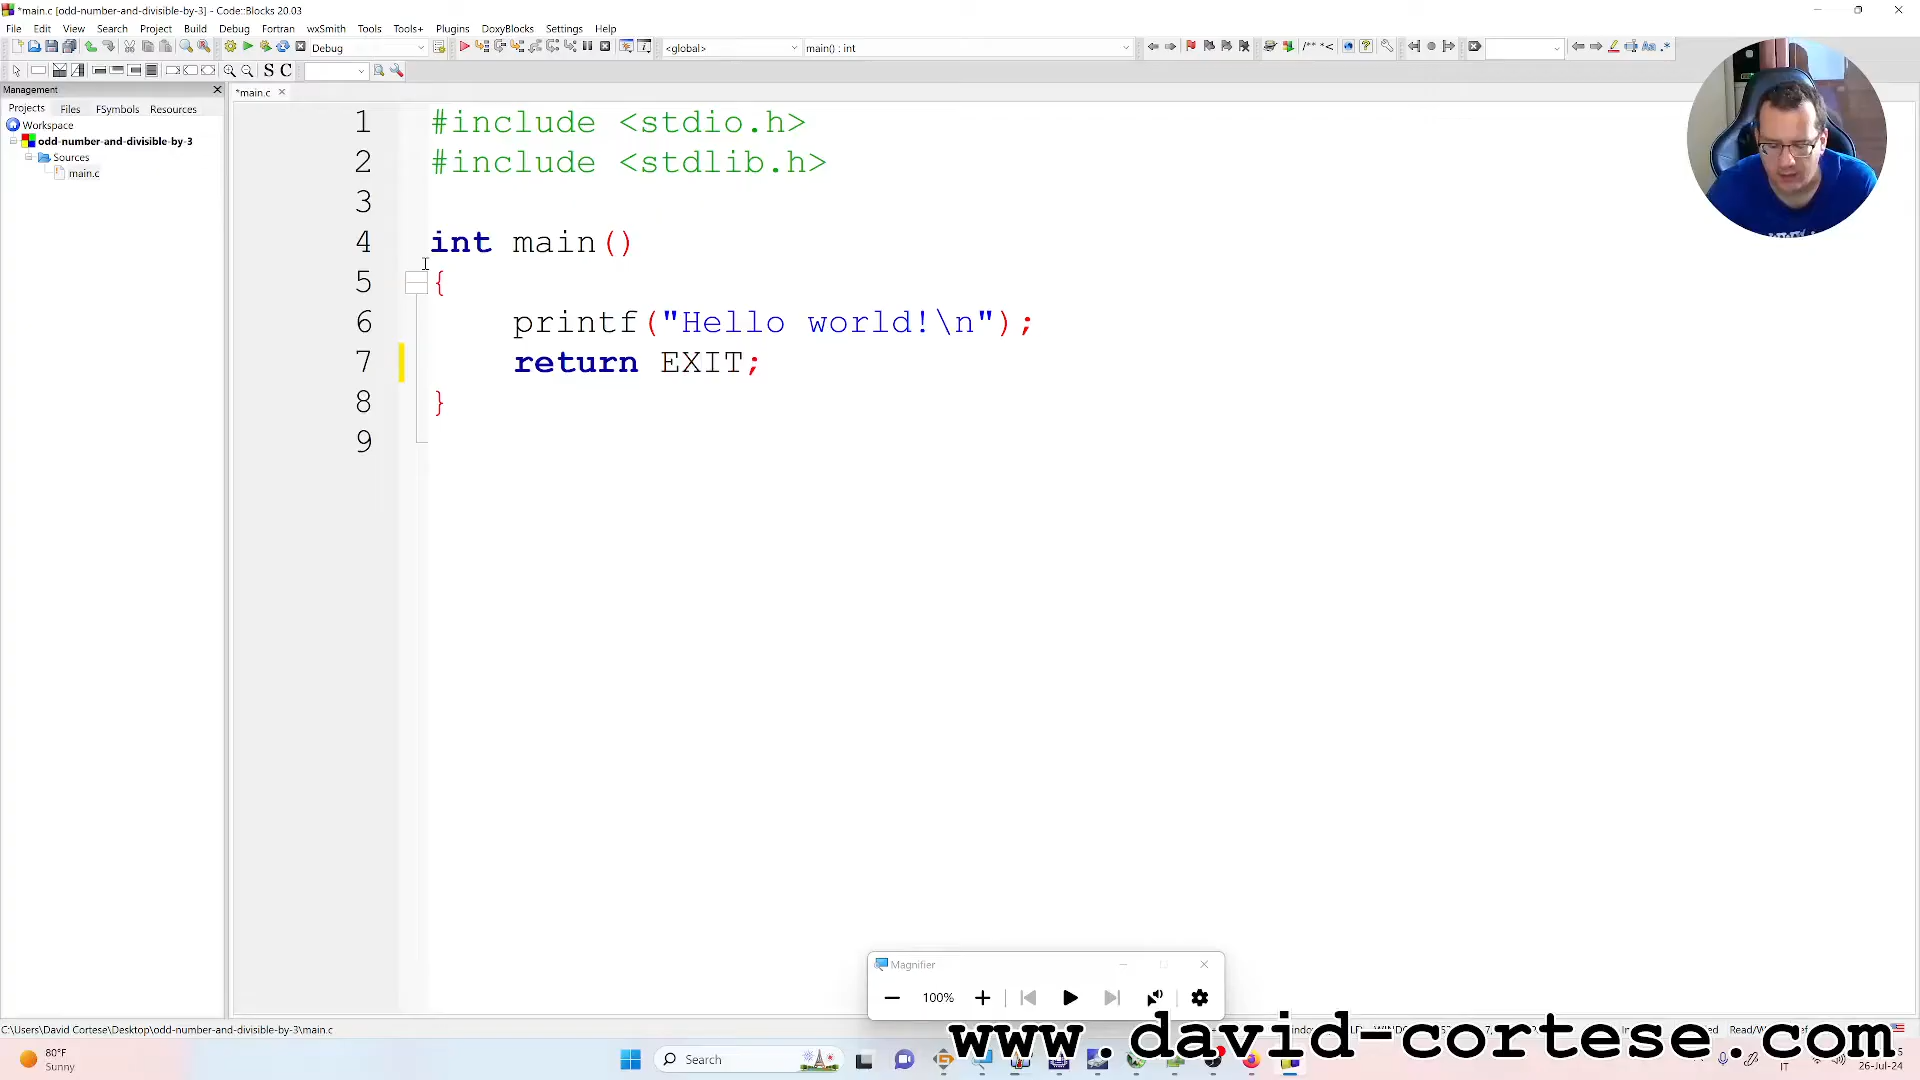 *main.c [odd-number-and-divisible-by-3] - Code::Blocks 20.03
File Edit View Search Project Build Debug Fortran wxSmith Tools Tools+ Plugins DoxyBlocks Settings Help
Debug <global> main() : int
/** *<
S C
Management
Projects Files FSymbols Resources
Workspace
odd-number-and-divisible-by-3
Sources
main.c
*main.c
1 #include <stdio.h>
2 #include <stdlib.h>
3
4 int main()
5 {
6 printf("Hello world!\n");
7 return EXIT;
8 }
9
Magnifier
100%
C:\Users\David Cortese\Desktop\odd-number-and-divisible-by-3\main.c
www.david-cortese.com
80°F
Sunny
Search
IT
26-Jul-24